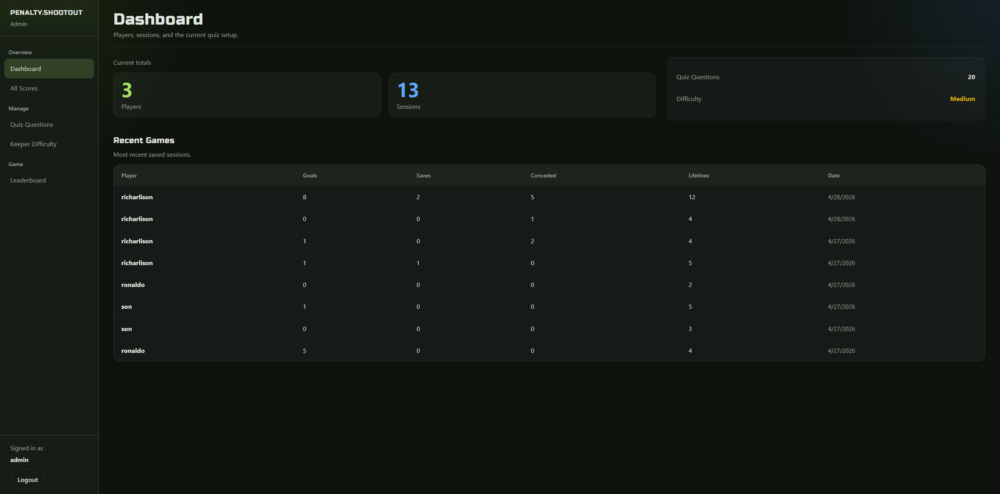 PENALTY.SHOOTOUT
Admin
Overview
Dashboard
All Scores
Manage
Quiz Questions
Keeper Difficulty
Game
Leaderboard
Signed in as
admin
Logout
Dashboard
Players, sessions, and the current quiz setup.
Current totals
3
Players
13
Sessions
Quiz Questions 20
Difficulty Medium
Recent Games
Most recent saved sessions.
Player Goals Saves Conceded Lifelines Date
richarlison 8 2 5 12 4/28/2026
richarlison 0 0 1 4 4/28/2026
richarlison 1 0 2 4 4/27/2026
richarlison 1 1 0 5 4/27/2026
ronaldo 0 0 0 2 4/27/2026
son 1 0 0 5 4/27/2026
son 0 0 0 3 4/27/2026
ronaldo 5 0 0 4 4/27/2026